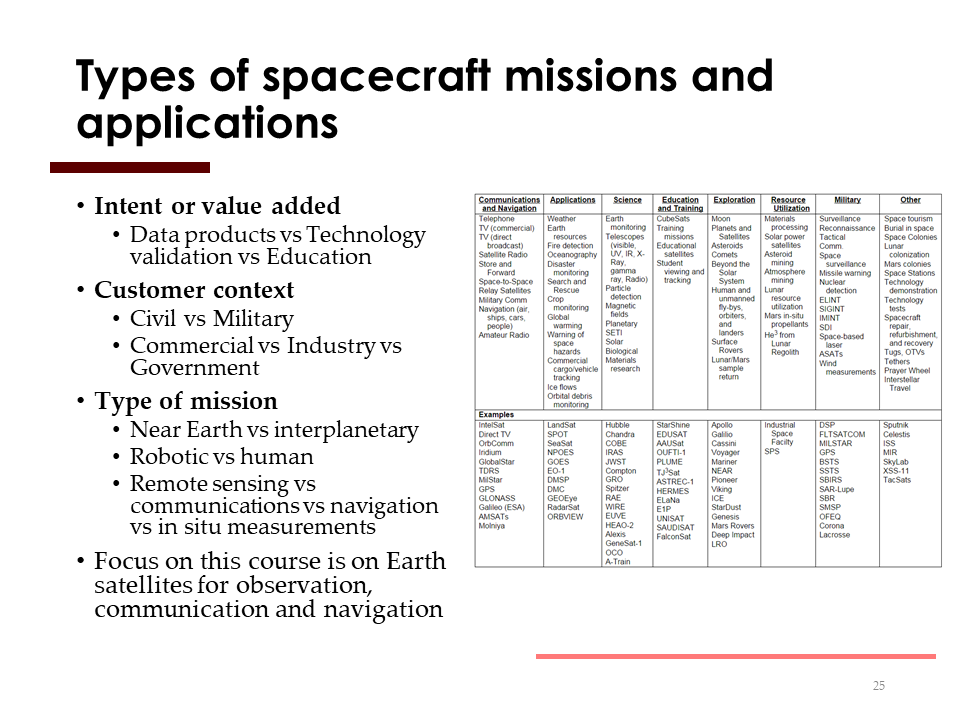 Types of spacecraft missions and
applications
• Intent or value added
• Data products vs Technology
validation vs Education
• Customer context
• Civil vs Military
• Commercial vs Industry vs
Government
• Type of mission
• Near Earth vs interplanetary
• Robotic vs human
• Remote sensing vs
communications vs navigation
vs in situ measurements
• Focus on this course is on Earth
satellites for observation,
communication and navigation
Communications
and Navigation
Telephone
TV (commercial)
TV (direct
broadcast)
Satellite Radio
Store and
Forward
Space-to-Space
Relay Satellites
Military Comm
Navigation (air,
ships, cars,
people)
Amateur Radio
Applications
Weather
Earth
resources
Fire detection
Oceanography
Disaster
monitoring
Search and
Rescue
Crop
monitoring
Global
warming
Warning of
space
hazards
Commercial
cargo/vehicle
tracking
Ice flows
Orbital debris
monitoring
Science
Earth
monitoring
Telescopes
(visible,
UV, IR, X-
Ray,
gamma
ray, Radio)
Particle
detection
Magnetic
fields
Planetary
SETI
Solar
Biological
Materials
research
Education
and Training
CubeSats
Training
missions
Educational
satellites
Student
viewing and
tracking
Exploration
Moon
Planets and
Satellites
Asteroids
Comets
Beyond the
Solar
System
Human and
unmanned
fly-bys,
orbiters,
and
landers
Surface
Rovers
Lunar/Mars
sample
return
Resource
Utilization
Materials
processing
Solar power
satellites
Asteroid
mining
Atmosphere
mining
Lunar
resource
utilization
Mars in-situ
propellants
He3 from
Lunar
Regolith
Military
Surveillance
Reconnaissance
Tactical
Comm.
Space
surveillance
Missile warning
Nuclear
detection
ELINT
SIGINT
IMINT
SDI
Space-based
laser
ASATs
Wind
measurements
Other
Space tourism
Burial in space
Space Colonies
Lunar
colonization
Mars colonies
Space Stations
Technology
demonstration
Technology
tests
Spacecraft
repair,
refurbishment,
and recovery
Tugs, OTVs
Tethers
Prayer Wheel
Interstellar
Travel
Examples
IntelSat
Direct TV
OrbComm
Iridium
GlobalStar
TDRS
MilStar
GPS
GLONASS
Galileo (ESA)
AMSATs
Molniya
LandSat
SPOT
SeaSat
NPOES
GOES
EO-1
DMSP
DMC
GEOEye
RadarSat
ORBVIEW
Hubble
Chandra
COBE
IRAS
JWST
Compton
GRO
Spitzer
RAE
WIRE
EUVE
HEAO-2
Alexis
GeneSat-1
OCO
A-Train
StarShine
EDUSAT
AAUSat
OUFTI-1
PLUME
TJ3Sat
ASTREC-1
HERMES
ELaNa
E1P
UNISAT
SAUDISAT
FalconSat
Apollo
Galilio
Cassini
Voyager
Mariner
NEAR
Pioneer
Viking
ICE
StarDust
Genesis
Mars Rovers
Deep Impact
LRO
Industrial
Space
Facilty
SPS
DSP
FLTSATCOM
MILSTAR
GPS
BSTS
SSTS
SBIRS
SAR-Lupe
SBR
SMSP
OFEQ
Corona
Lacrosse
Sputnik
Celestis
ISS
MIR
SkyLab
XSS-11
TacSats
25